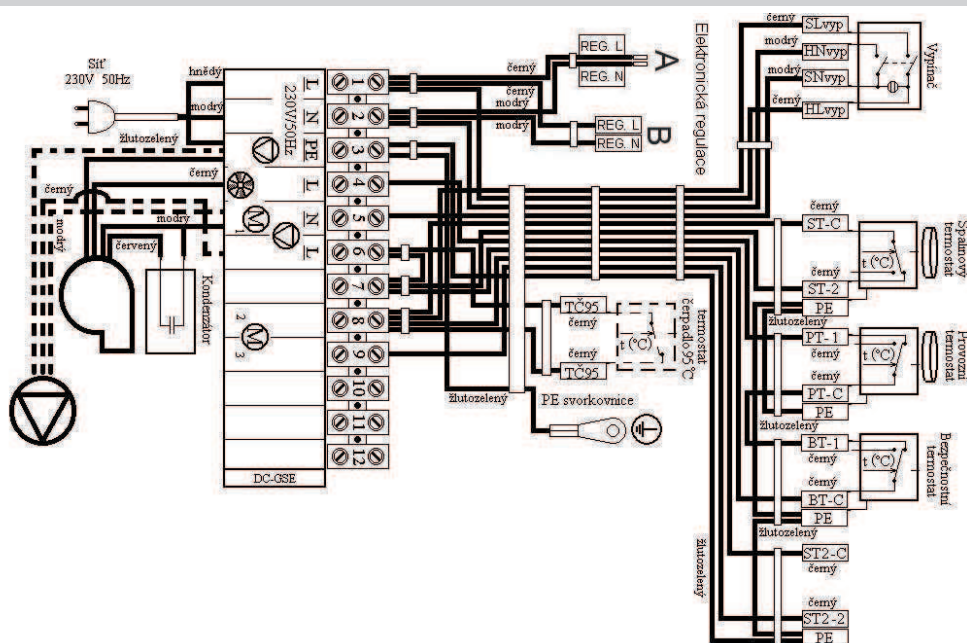 Síť
230V 50Hz
hnědý
modrý
žlutozelený
černý
černý
modrý
modrý
červený
Kondenzátor
L
N
PE
L
N
L
230V/50Hz
M
1
2
M
3
DC-GSE
1
2
3
4
5
6
7
8
9
10
11
12
černý
černý
modrý
modrý
REG. L
REG. N
A
REG. L
REG. N
B
Elektronická regulace
TČ95
černý
černý
TČ95
t (°C)
termostat
čerpadlo95°C
žlutozelený
PE svorkovnice
černý
SLvyp
modrý
HNvyp
modrý
SNvyp
černý
HLvyp
Vypínač
černý
ST-C
černý
ST-2
PE
t (°C)
Spalinový
termostat
žlutozelený
PT-1
černý
černý
PT-C
PE
t (°C)
Provozní
termostat
žlutozelený
BT-1
černý
černý
BT-C
PE
t (°C)
Bezpečnostní
termostat
žlutozelený
ST2-C
černý
černý
ST2-2
PE
žlutozelený